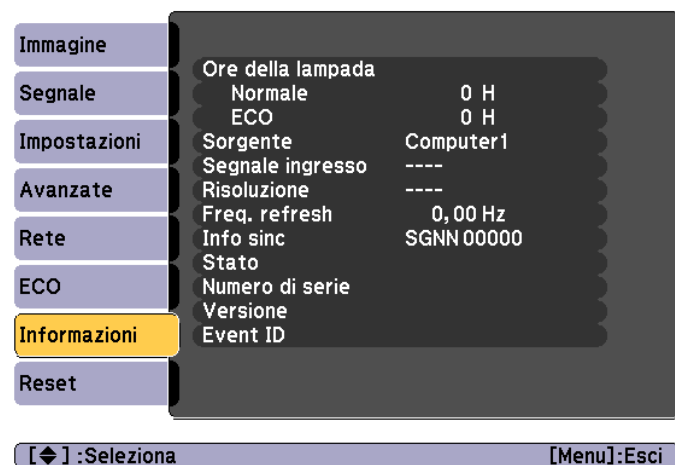 Immagine
Segnale
Impostazioni
Avanzate
Rete
ECO
Informazioni
Reset
Ore della lampada
Normale 0 H
ECO 0 H
Sorgente Computer1
Segnale ingresso ----
Risoluzione ----
Freq. refresh 0,00 Hz
Info sinc SGNN 00000
Stato
Numero di serie
Versione
Event ID
[◆] :Seleziona [Menu]:Esci